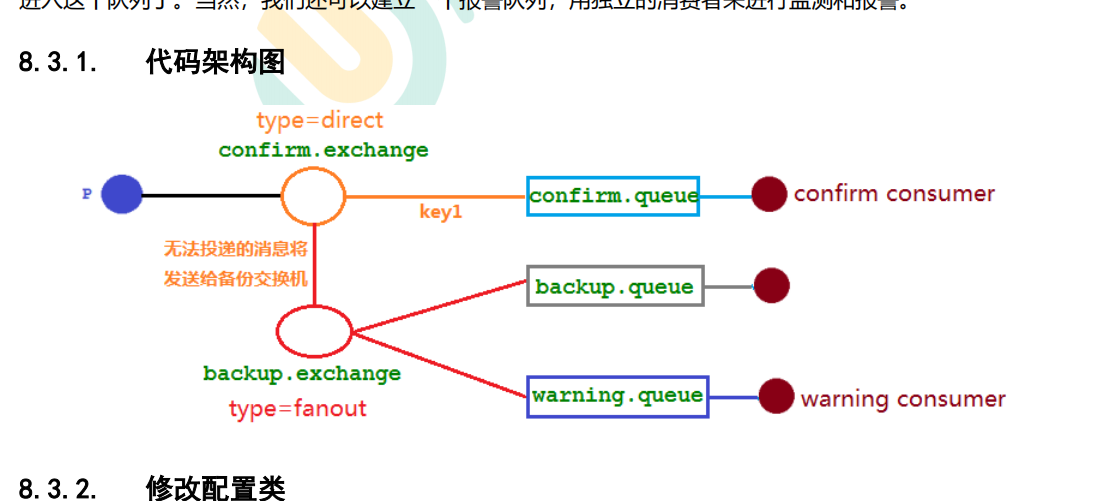 进入这个队列了。当然，我们还可以建立一个报警队列，用独立的消费者来进行监测和报警。
8.3.1. 代码架构图
type=direct
confirm.exchange
P
key1
confirm.queue
confirm consumer
无法投递的消息将
发送给备份交换机
backup.queue
backup.exchange
type=fanout
warning.queue
warning consumer
8.3.2. 修改配置类